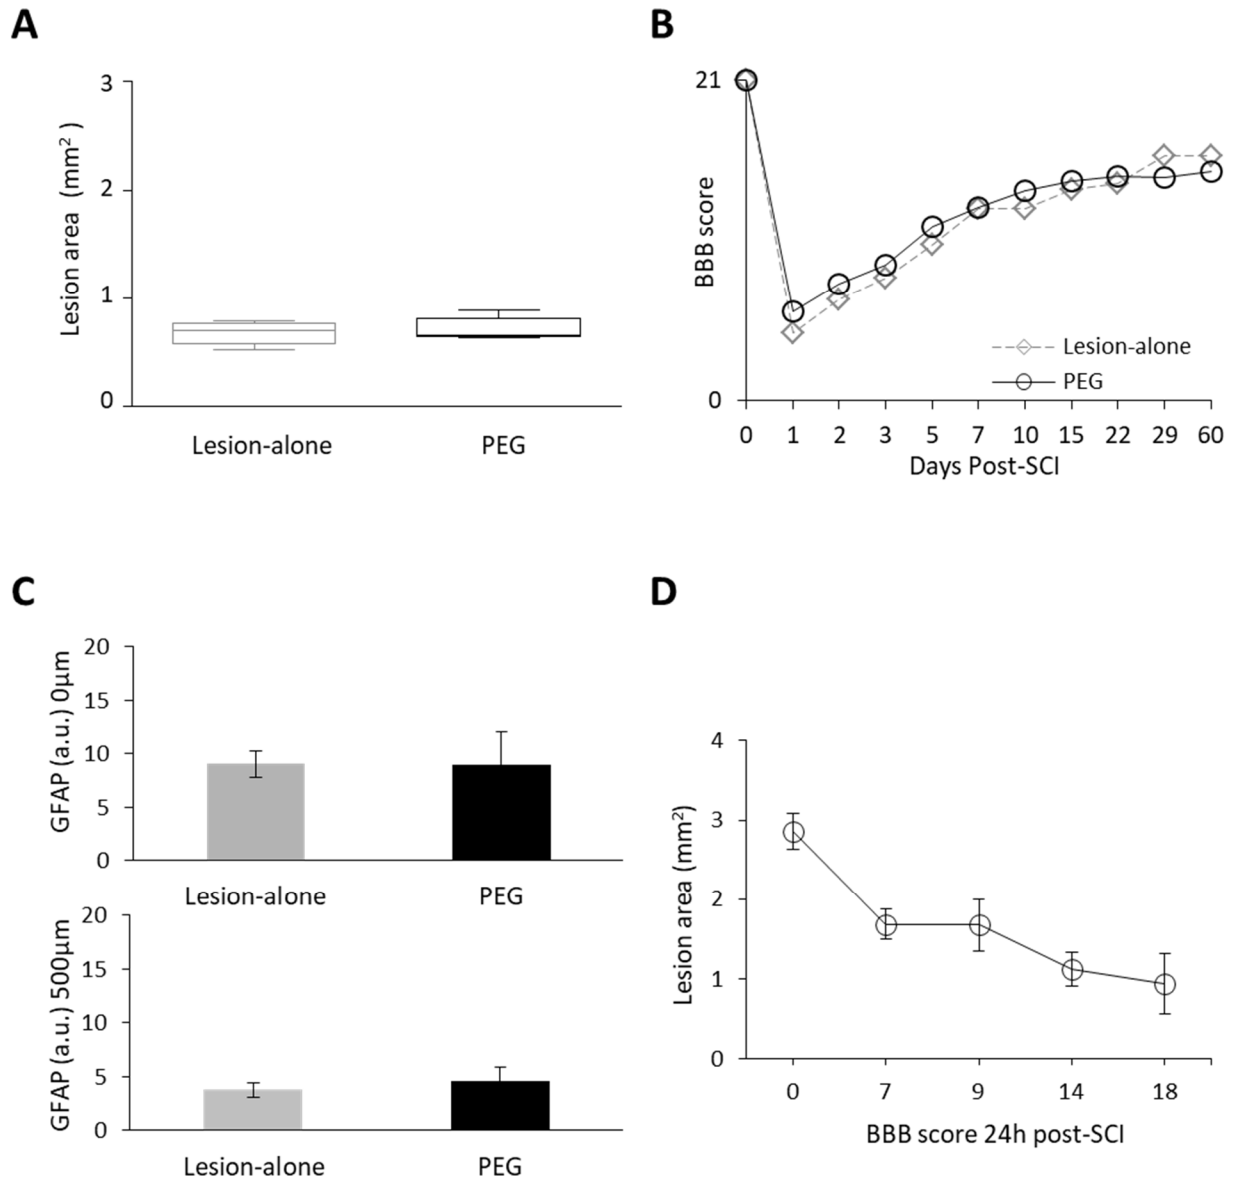 A
3
2
1
0
Lesion area (mm²)
Lesion-alone PEG
B
21
0
BBB score
Lesion-alone
PEG
0 1 2 3 5 7 10 15 22 29 60
Days Post-SCI
C
20
15
10
5
0
GFAP (a.u.) 0μm
Lesion-alone PEG
20
15
10
5
0
GFAP (a.u.) 500μm
Lesion-alone PEG
D
4
3
2
1
0
Lesion area (mm²)
0 7 9 14 18
BBB score 24h post-SCI